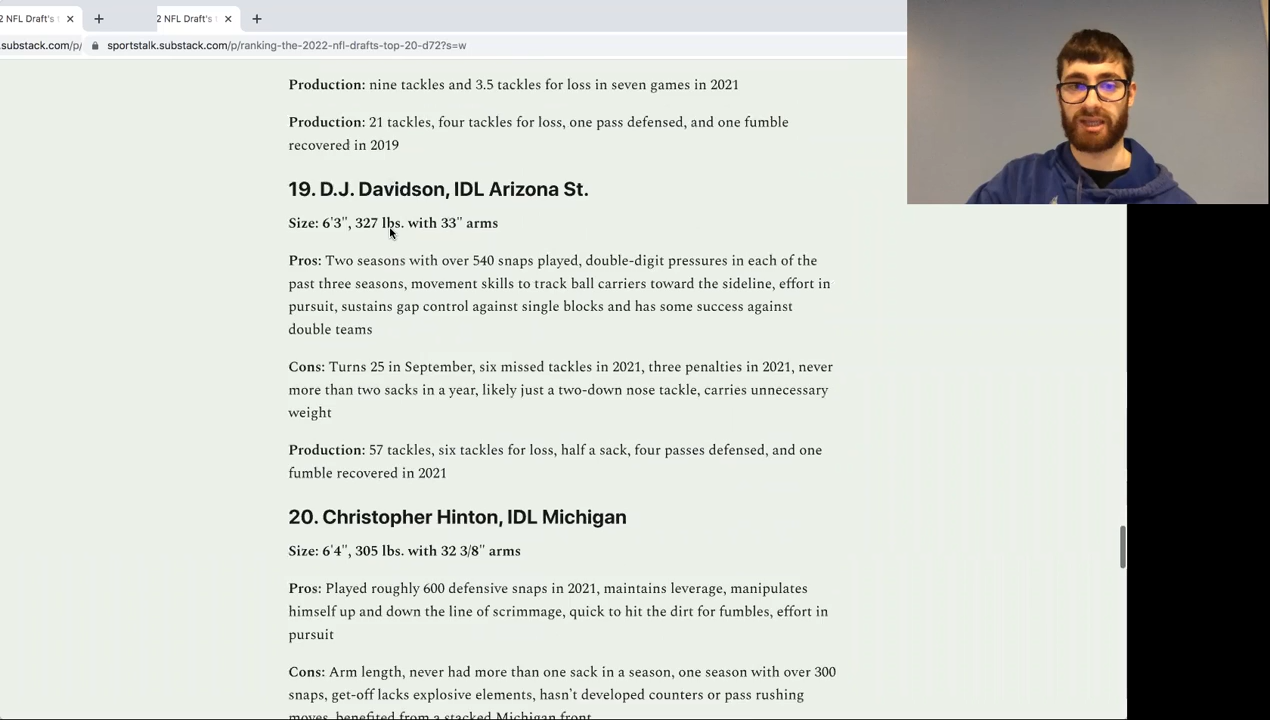 2 NFL Draft's
2 NFL Draft's
.substack.com/p/
sportstalk.substack.com/p/ranking-the-2022-nfl-drafts-top-20-d72?s=w
Production: nine tackles and 3.5 tackles for loss in seven games in 2021
Production: 21 tackles, four tackles for loss, one pass defensed, and one fumble
recovered in 2019
19. D.J. Davidson, IDL Arizona St.
Size: 6'3", 327 lbs. with 33" arms
Pros: Two seasons with over 540 snaps played, double-digit pressures in each of the
past three seasons, movement skills to track ball carriers toward the sideline, effort in
pursuit, sustains gap control against single blocks and has some success against
double teams
Cons: Turns 25 in September, six missed tackles in 2021, three penalties in 2021, never
more than two sacks in a year, likely just a two-down nose tackle, carries unnecessary
weight
Production: 57 tackles, six tackles for loss, half a sack, four passes defensed, and one
fumble recovered in 2021
20. Christopher Hinton, IDL Michigan
Size: 6'4", 305 lbs. with 32 3/8" arms
Pros: Played roughly 600 defensive snaps in 2021, maintains leverage, manipulates
himself up and down the line of scrimmage, quick to hit the dirt for fumbles, effort in
pursuit
Cons: Arm length, never had more than one sack in a season, one season with over 300
snaps, get-off lacks explosive elements, hasn't developed counters or pass rushing
moves, benefited from a stacked Michigan front